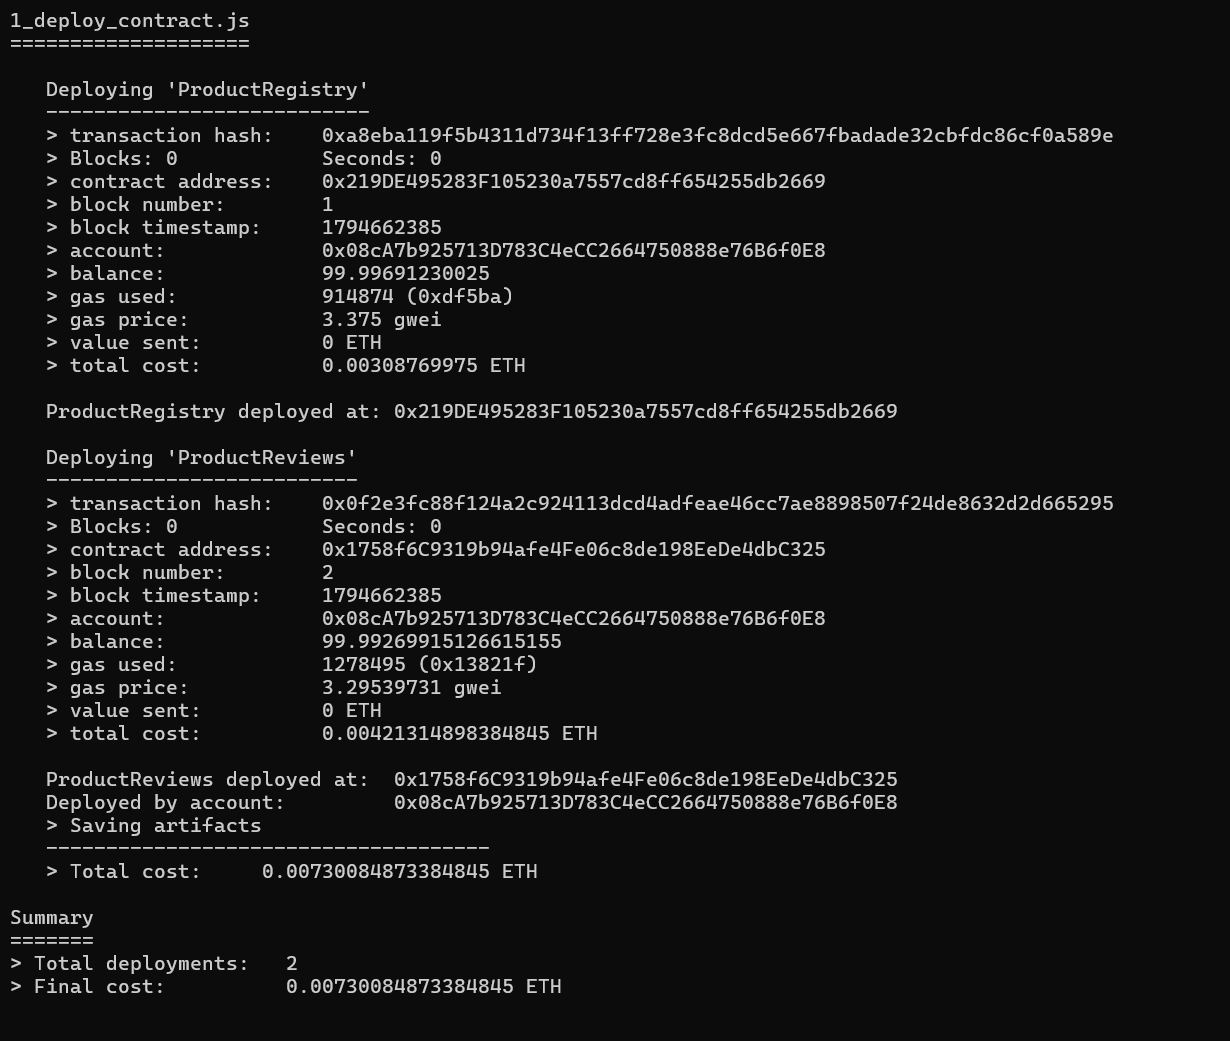 1_deploy_contract.js
====================
Deploying 'ProductRegistry'
---------------------------
> transaction hash:    0xa8eba119f5b4311d734f13ff728e3fc8dcd5e667fbadade32cbfdc86cf0a589e
> Blocks: 0            Seconds: 0
> contract address:    0x219DE495283F105230a7557cd8ff654255db2669
> block number:        1
> block timestamp:     1794662385
> account:             0x08cA7b925713D783C4eCC2664750888e76B6f0E8
> balance:             99.99691230025
> gas used:            914874 (0xdf5ba)
> gas price:           3.375 gwei
> value sent:          0 ETH
> total cost:          0.00308769975 ETH
ProductRegistry deployed at: 0x219DE495283F105230a7557cd8ff654255db2669
Deploying 'ProductReviews'
--------------------------
> transaction hash:    0x0f2e3fc88f124a2c924113dcd4adfeae46cc7ae8898507f24de8632d2d665295
> Blocks: 0            Seconds: 0
> contract address:    0x1758f6C9319b94afe4Fe06c8de198EeDe4dbC325
> block number:        2
> block timestamp:     1794662385
> account:             0x08cA7b925713D783C4eCC2664750888e76B6f0E8
> balance:             99.99269915126615155
> gas used:            1278495 (0x13821f)
> gas price:           3.29539731 gwei
> value sent:          0 ETH
> total cost:          0.00421314898384845 ETH
ProductReviews deployed at:  0x1758f6C9319b94afe4Fe06c8de198EeDe4dbC325
Deployed by account:         0x08cA7b925713D783C4eCC2664750888e76B6f0E8
> Saving artifacts
-------------------------------------
> Total cost:     0.00730084873384845 ETH
Summary
=======
> Total deployments:   2
> Final cost:          0.00730084873384845 ETH